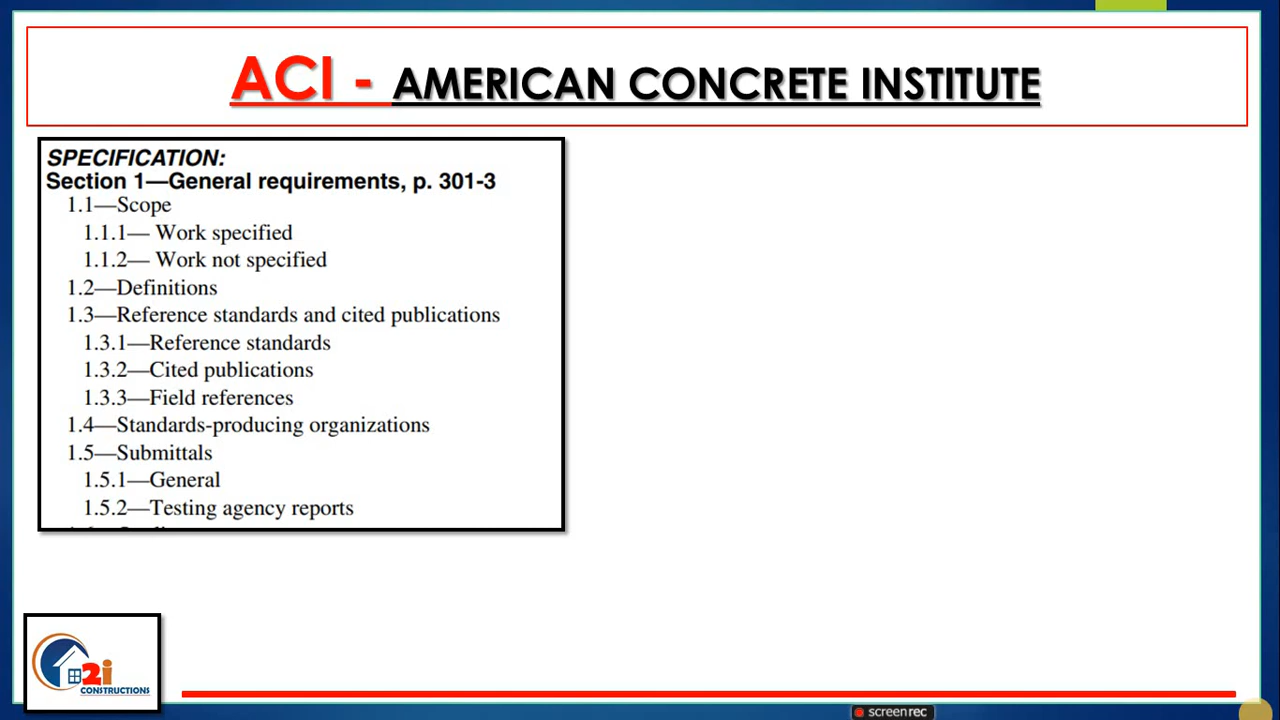 ACI - AMERICAN CONCRETE INSTITUTE
SPECIFICATION:
Section 1—General requirements, p. 301-3
1.1—Scope
1.1.1— Work specified
1.1.2— Work not specified
1.2—Definitions
1.3—Reference standards and cited publications
1.3.1—Reference standards
1.3.2—Cited publications
1.3.3—Field references
1.4—Standards-producing organizations
1.5—Submittals
1.5.1—General
1.5.2—Testing agency reports
2i
CONSTRUCTIONS
screenrec